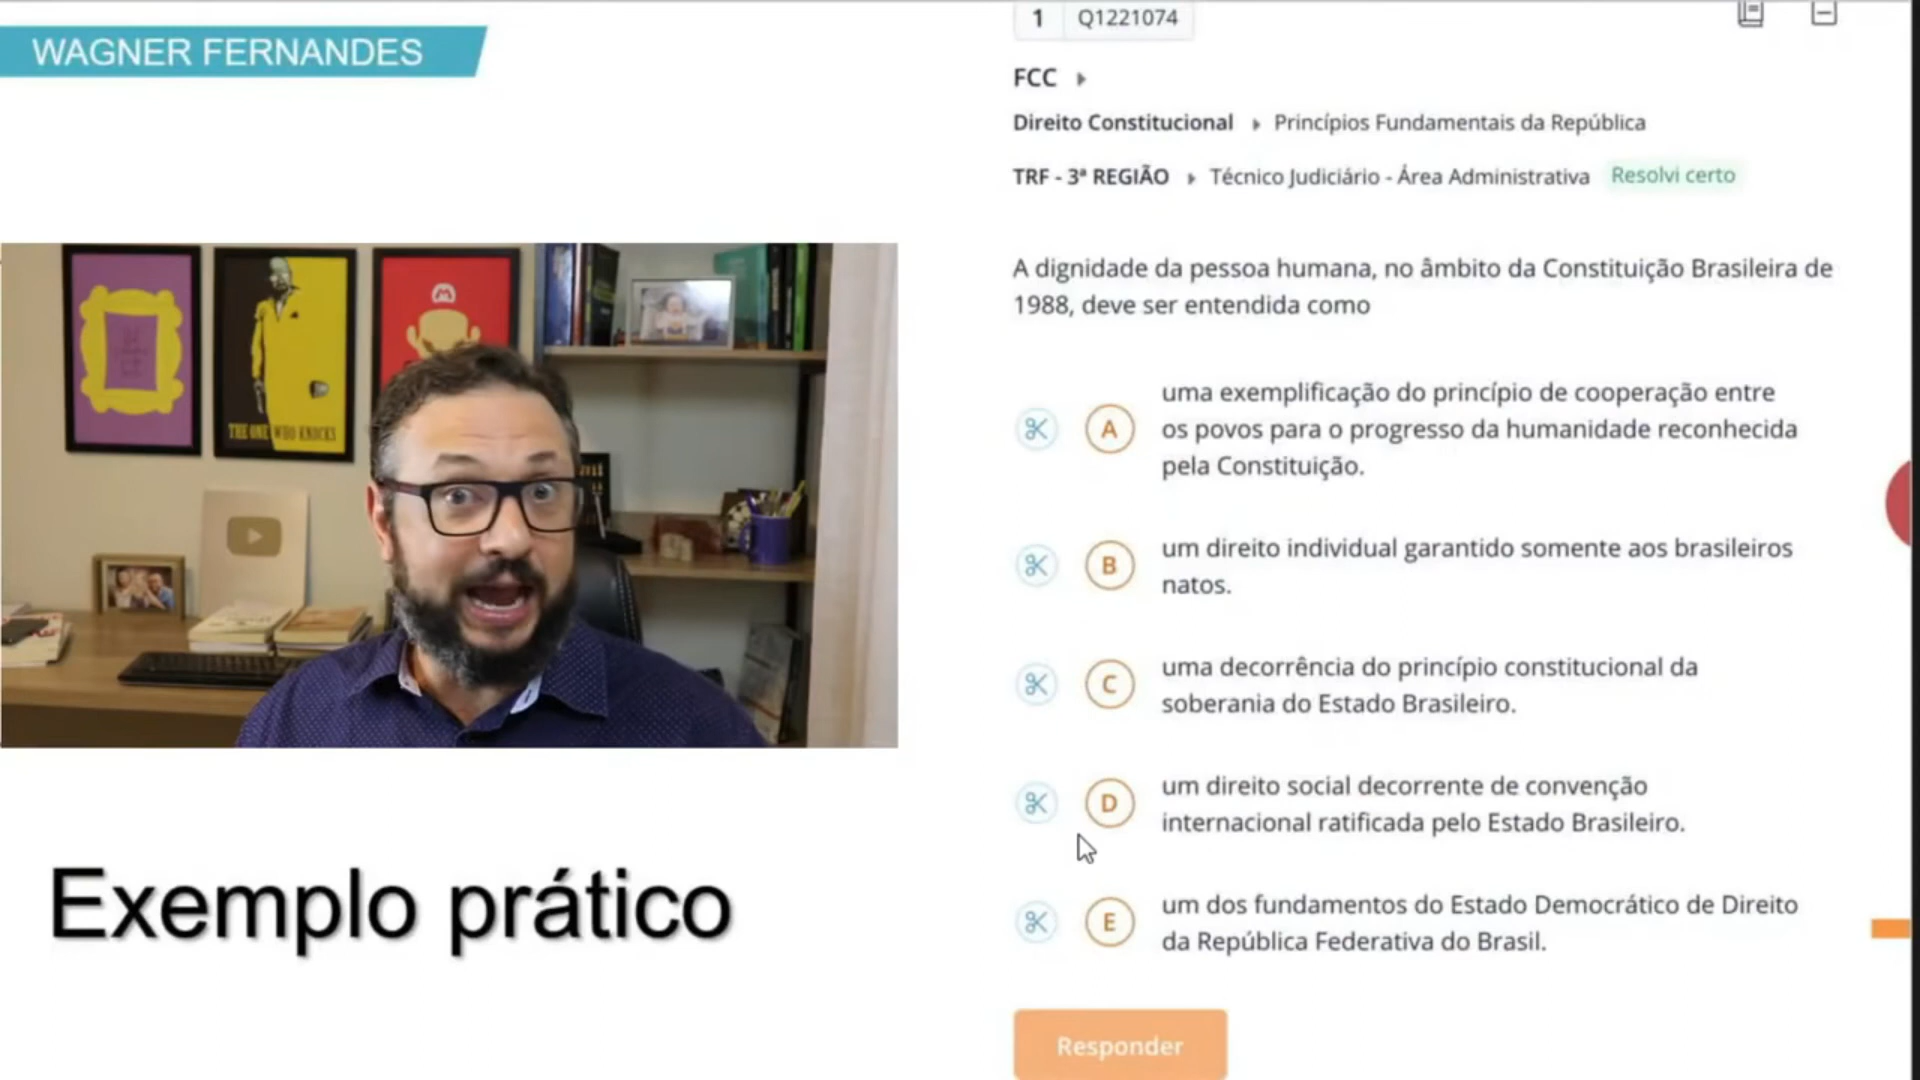 WAGNER FERNANDES
THE ONE WHO KNOCKS
Exemplo prático
1 Q1221074
FCC
Direito Constitucional Princípios Fundamentais da República
TRF - 3ª REGIÃO Técnico Judiciário - Área Administrativa Resolvi certo
A dignidade da pessoa humana, no âmbito da Constituição Brasileira de
1988, deve ser entendida como
A uma exemplificação do princípio de cooperação entre
os povos para o progresso da humanidade reconhecida
pela Constituição.
B um direito individual garantido somente aos brasileiros
natos.
C uma decorrência do princípio constitucional da
soberania do Estado Brasileiro.
D um direito social decorrente de convenção
internacional ratificada pelo Estado Brasileiro.
E um dos fundamentos do Estado Democrático de Direito
da República Federativa do Brasil.
Responder